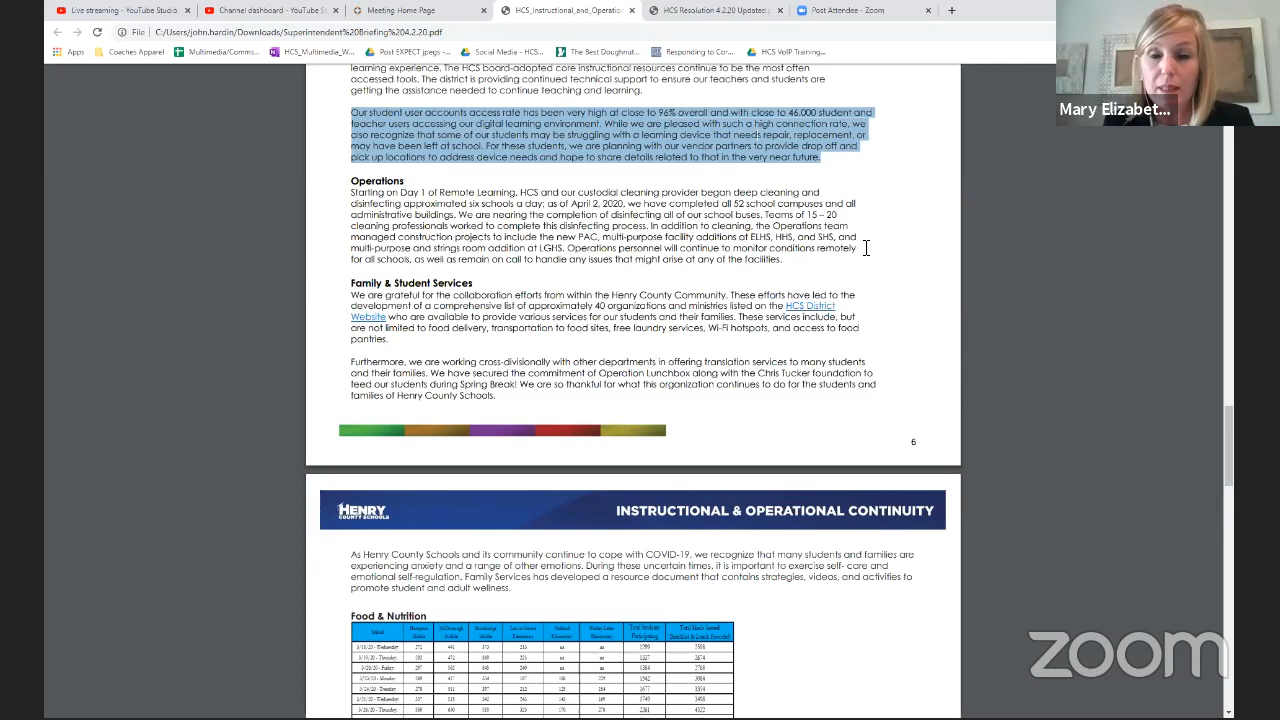 Live streaming - YouTube Studio
Channel dashboard - YouTube Studio
Meeting Home Page
HCS_Instructional_and_Operation
HCS Resolution 4.2.20 Updated
Post Attendee - Zoom
File
C:/Users/john.hardin/Downloads/Superintendent%20Briefing%204.2.20.pdf
Apps
Coaches Apparel
Multimedia/Comms...
HCS_Multimedia_W...
Post EXPECT jpegs -...
Social Media - HCS...
The Best Doughnut...
Responding to Cor...
HCS VoIP Training...
learning experience. The HCS board-adopted core instructional resources continue to be the most often
accessed tools. The district is providing continued technical support to ensure our teachers and students are
getting the assistance needed to continue teaching and learning.
Our student user accounts access rate has been very high at close to 96% overall and with close to 46,000 student and
teacher users accessing our digital learning environment. While we are pleased with such a high connection rate, we
also recognize that some of our students may be struggling with a learning device that needs repair, replacement, or
may have been left at school. For these students, we are planning with our vendor partners to provide drop off and
pick up locations to address device needs and hope to share details related to that in the very near future.
Operations
Starting on Day 1 of Remote Learning, HCS and our custodial cleaning provider began deep cleaning and
disinfecting approximated six schools a day; as of April 2, 2020, we have completed all 52 school campuses and all
administrative buildings. We are nearing the completion of disinfecting all of our school buses. Teams of 15 – 20
cleaning professionals worked to complete this disinfecting process. In addition to cleaning, the Operations team
managed construction projects to include the new PAC, multi-purpose facility additions at ELHS, HHS, and SHS, and
multi-purpose and strings room addition at LGHS. Operations personnel will continue to monitor conditions remotely
for all schools, as well as remain on call to handle any issues that might arise at any of the facilities.
Family & Student Services
We are grateful for the collaboration efforts from within the Henry County Community. These efforts have led to the
development of a comprehensive list of approximately 40 organizations and ministries listed on the HCS District
Website who are available to provide various services for our students and their families. These services include, but
are not limited to food delivery, transportation to food sites, free laundry services, Wi-Fi hotspots, and access to food
pantries.
Furthermore, we are working cross-divisionally with other departments in offering translation services to many students
and their families. We have secured the commitment of Operation Lunchbox along with the Chris Tucker foundation to
feed our students during Spring Break! We are so thankful for what this organization continues to do for the students and
families of Henry County Schools.
6
HENRY
COUNTY SCHOOLS
INSTRUCTIONAL & OPERATIONAL CONTINUITY
As Henry County Schools and its community continue to cope with COVID-19, we recognize that many students and families are
experiencing anxiety and a range of other emotions. During these uncertain times, it is important to exercise self- care and
emotional self-regulation. Family Services has developed a resource document that contains strategies, videos, and activities to
promote student and adult wellness.
Food & Nutrition
Mary Elizabet...
zoom